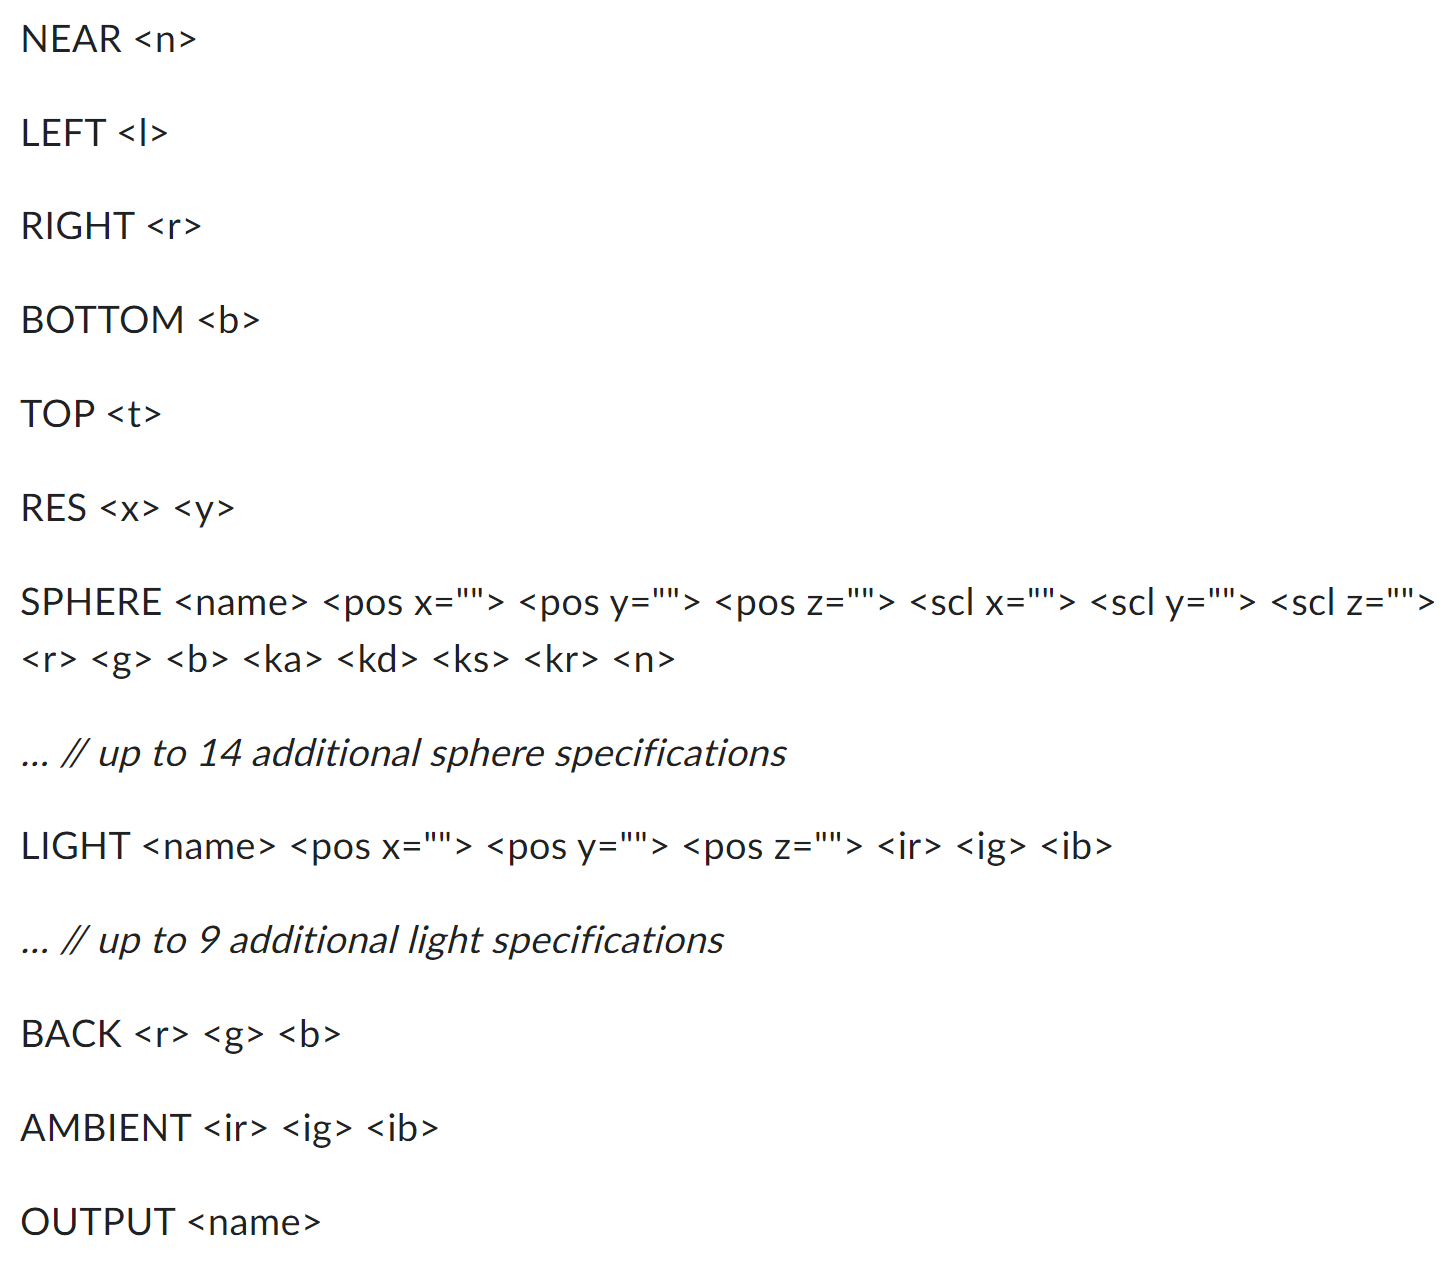 NEAR <n>
LEFT <l>
RIGHT <r>
BOTTOM <b>
TOP <t>
RES <x> <y>
SPHERE <name> <pos x=""> <pos y=""> <pos z=""> <scl x=""> <scl y=""> <scl z="">
<r> <g> <b> <ka> <kd> <ks> <kr> <n>
... // up to 14 additional sphere specifications
LIGHT <name> <pos x=""> <pos y=""> <pos z=""> <ir> <ig> <ib>
... // up to 9 additional light specifications
BACK <r> <g> <b>
AMBIENT <ir> <ig> <ib>
OUTPUT <name>